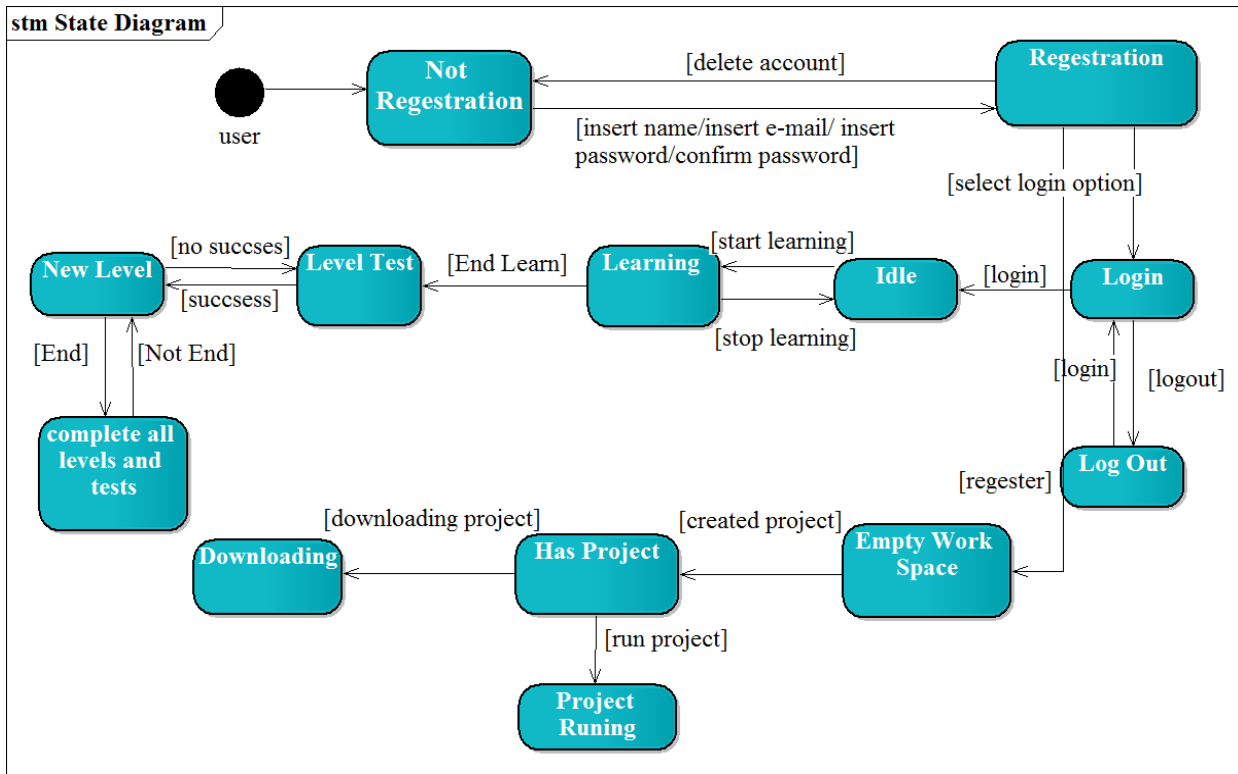 stm State Diagram
Not
Regestration
[delete account]
Regestration
user
[insert name/insert e-mail/ insert
password/confirm password]
[select login option]
New Level
[no succses]
[succsess]
Level Test
[End Learn]
Learning
[start learning]
[stop learning]
Idle
[login]
Login
[End]
[Not End]
[login]
[logout]
complete all
levels and
tests
Log Out
[regester]
[downloading project]
[created project]
Downloading
Has Project
Empty Work
Space
[run project]
Project
Runing